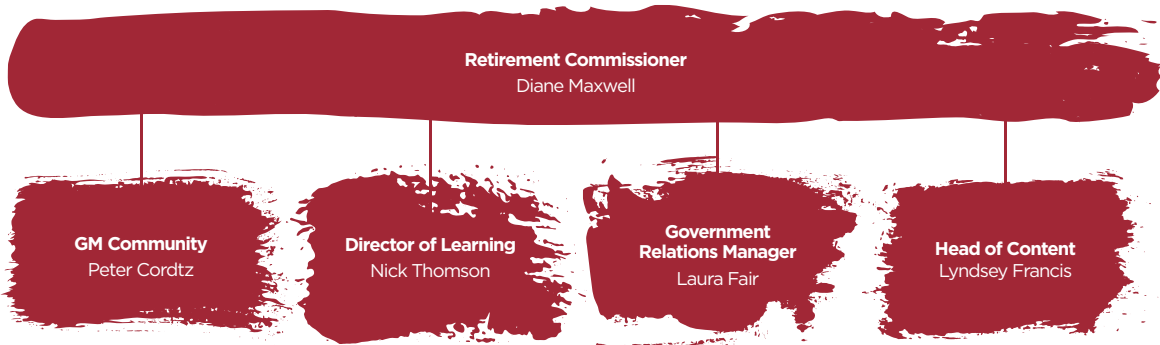 Retirement Commissioner
Diane Maxwell
GM Community
Peter Cordtz
Director of Learning
Nick Thomson
Government
Relations Manager
Laura Fair
Head of Content
Lyndsey Francis